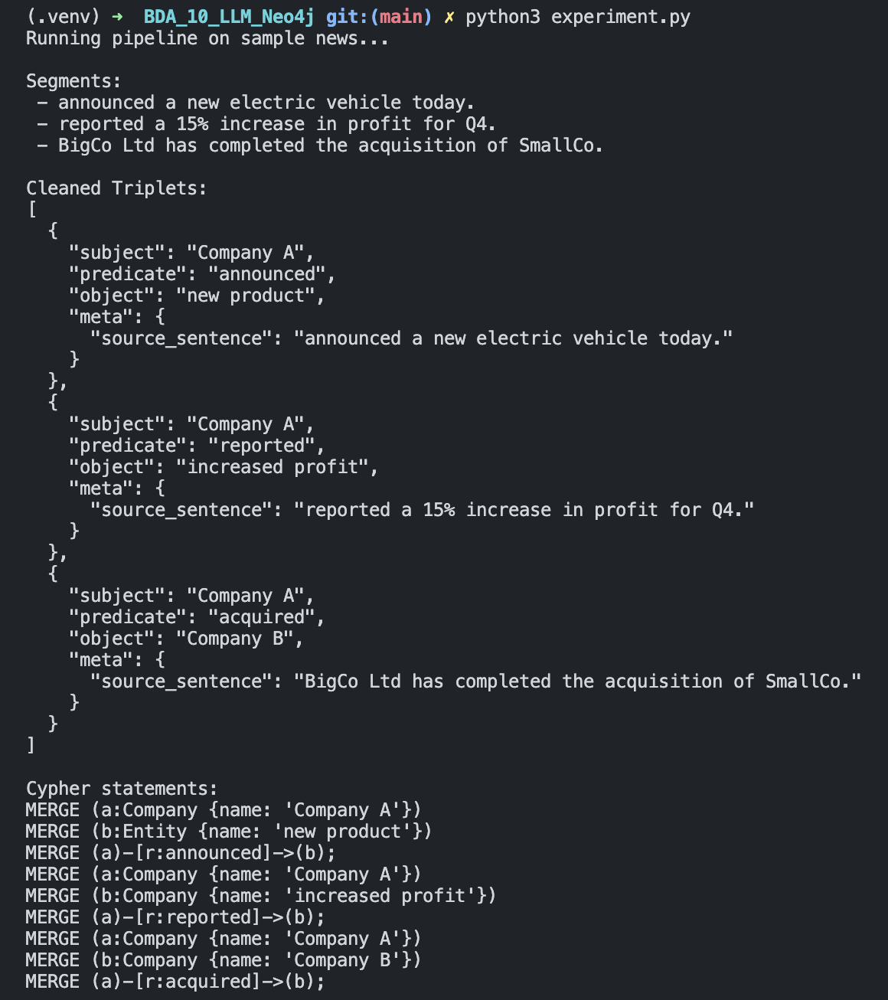 (.venv) ➜  BDA_10_LLM_Neo4j git:(main) ✗ python3 experiment.py
Running pipeline on sample news...

Segments:
 - announced a new electric vehicle today.
 - reported a 15% increase in profit for Q4.
 - BigCo Ltd has completed the acquisition of SmallCo.

Cleaned Triplets:
[
  {
    "subject": "Company A",
    "predicate": "announced",
    "object": "new product",
    "meta": {
      "source_sentence": "announced a new electric vehicle today."
    }
  },
  {
    "subject": "Company A",
    "predicate": "reported",
    "object": "increased profit",
    "meta": {
      "source_sentence": "reported a 15% increase in profit for Q4."
    }
  },
  {
    "subject": "Company A",
    "predicate": "acquired",
    "object": "Company B",
    "meta": {
      "source_sentence": "BigCo Ltd has completed the acquisition of SmallCo."
    }
  }
]

Cypher statements:
MERGE (a:Company {name: 'Company A'})
MERGE (b:Entity {name: 'new product'})
MERGE (a)-[r:announced]->(b);
MERGE (a:Company {name: 'Company A'})
MERGE (b:Company {name: 'increased profit'})
MERGE (a)-[r:reported]->(b);
MERGE (a:Company {name: 'Company A'})
MERGE (b:Company {name: 'Company B'})
MERGE (a)-[r:acquired]->(b);